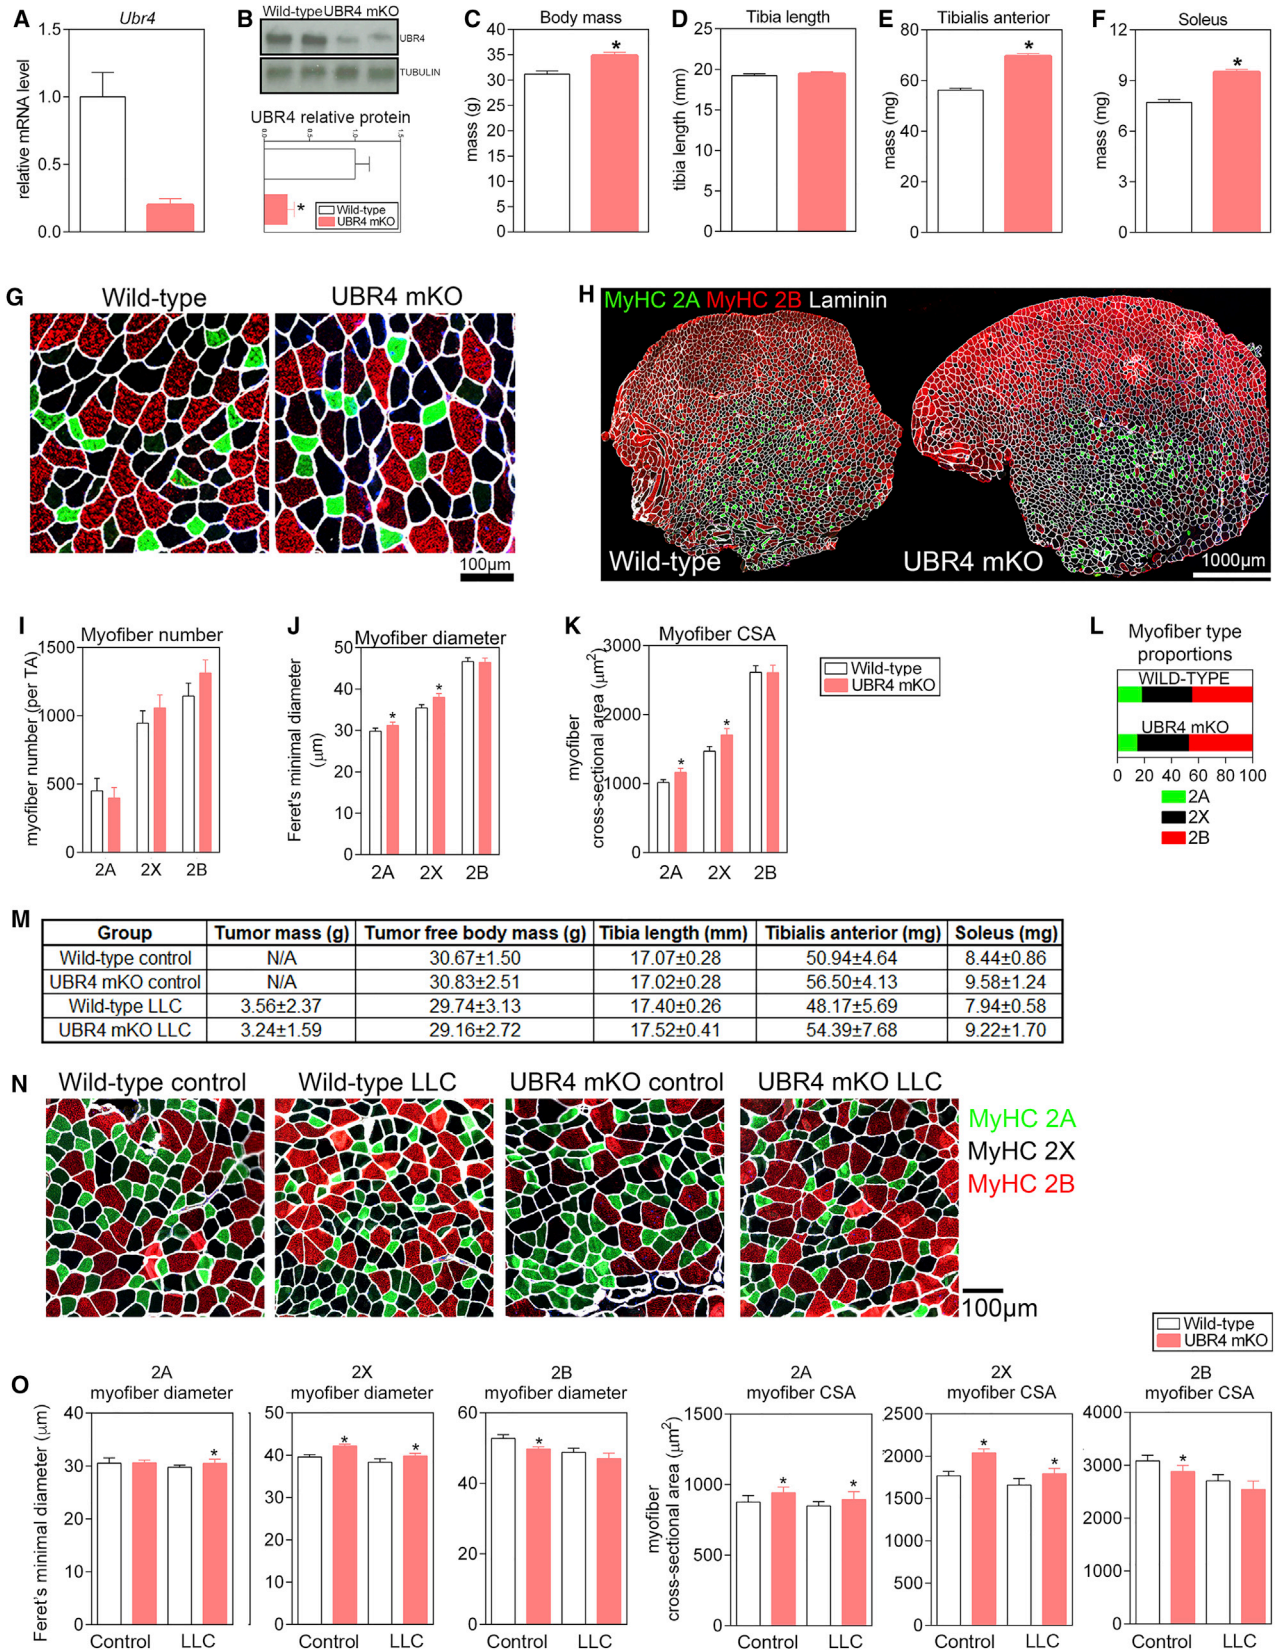 A
Ubr4
relative mRNA level
1.5
1.0
0.5
0.0
B
Wild-type UBR4 mKO
UBR4
TUBULIN
UBR4 relative protein
0.0 0.5 1.0 1.5
*
Wild-type
UBR4 mKO
C
Body mass
mass (g)
40
35
30
25
20
15
10
5
0
*
D
Tibia length
tibia length (mm)
25
20
15
10
5
0
E
Tibialis anterior
mass (mg)
80
60
40
20
0
*
F
Soleus
mass (mg)
12
9
6
3
0
*
G
Wild-type
UBR4 mKO
100µm
H
MyHC 2A MyHC 2B Laminin
Wild-type
UBR4 mKO
1000µm
I
Myofiber number
myofiber number (per TA)
1500
1000
500
0
2A 2X 2B
J
Myofiber diameter
Feret's minimal diameter
(µm)
50
40
30
20
10
0
* *
2A 2X 2B
K
Myofiber CSA
myofiber
cross-sectional area (µm²)
3000
2000
1000
0
* *
2A 2X 2B
Wild-type
UBR4 mKO
L
Myofiber type
proportions
WILD-TYPE
UBR4 mKO
0 20 40 60 80 100
2A
2X
2B
M
Group Tumor mass (g) Tumor free body mass (g) Tibia length (mm) Tibialis anterior (mg) Soleus (mg)
Wild-type control N/A 30.67±1.50 17.07±0.28 50.94±4.64 8.44±0.86
UBR4 mKO control N/A 30.83±2.51 17.02±0.28 56.50±4.13 9.58±1.24
Wild-type LLC 3.56±2.37 29.74±3.13 17.40±0.26 48.17±5.69 7.94±0.58
UBR4 mKO LLC 3.24±1.59 29.16±2.72 17.52±0.41 54.39±7.68 9.22±1.70
N
Wild-type control
Wild-type LLC
UBR4 mKO control
UBR4 mKO LLC
MyHC 2A
MyHC 2X
MyHC 2B
100µm
Wild-type
UBR4 mKO
O
2A
myofiber diameter
Feret's minimal diameter (µm)
40
30
20
10
0
*
Control LLC
2X
myofiber diameter
50
40
30
20
10
0
* *
Control LLC
2B
myofiber diameter
60
40
20
0
*
Control LLC
2A
myofiber CSA
myofiber
cross-sectional area (µm²)
1500
1000
500
0
* *
Control LLC
2X
myofiber CSA
2500
2000
1500
1000
500
0
* *
Control LLC
2B
myofiber CSA
4000
3000
2000
1000
0
*
Control LLC